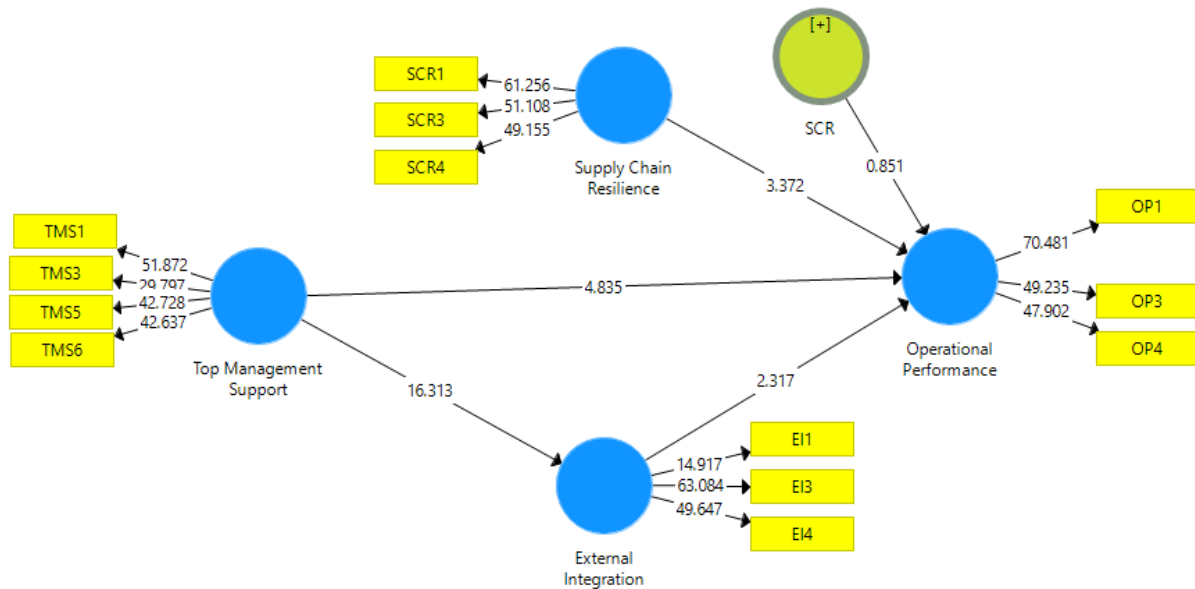 [+]
SCR
0.851
SCR1
SCR3
SCR4
61.256
51.108
49.155
Supply Chain
Resilience
3.372
TMS1
TMS3
TMS5
TMS6
51.872
29.797
42.728
42.637
Top Management
Support
4.835
16.313
2.317
Operational
Performance
OP1
OP3
OP4
70.481
49.235
47.902
EI1
EI3
EI4
14.917
63.084
49.647
External
Integration